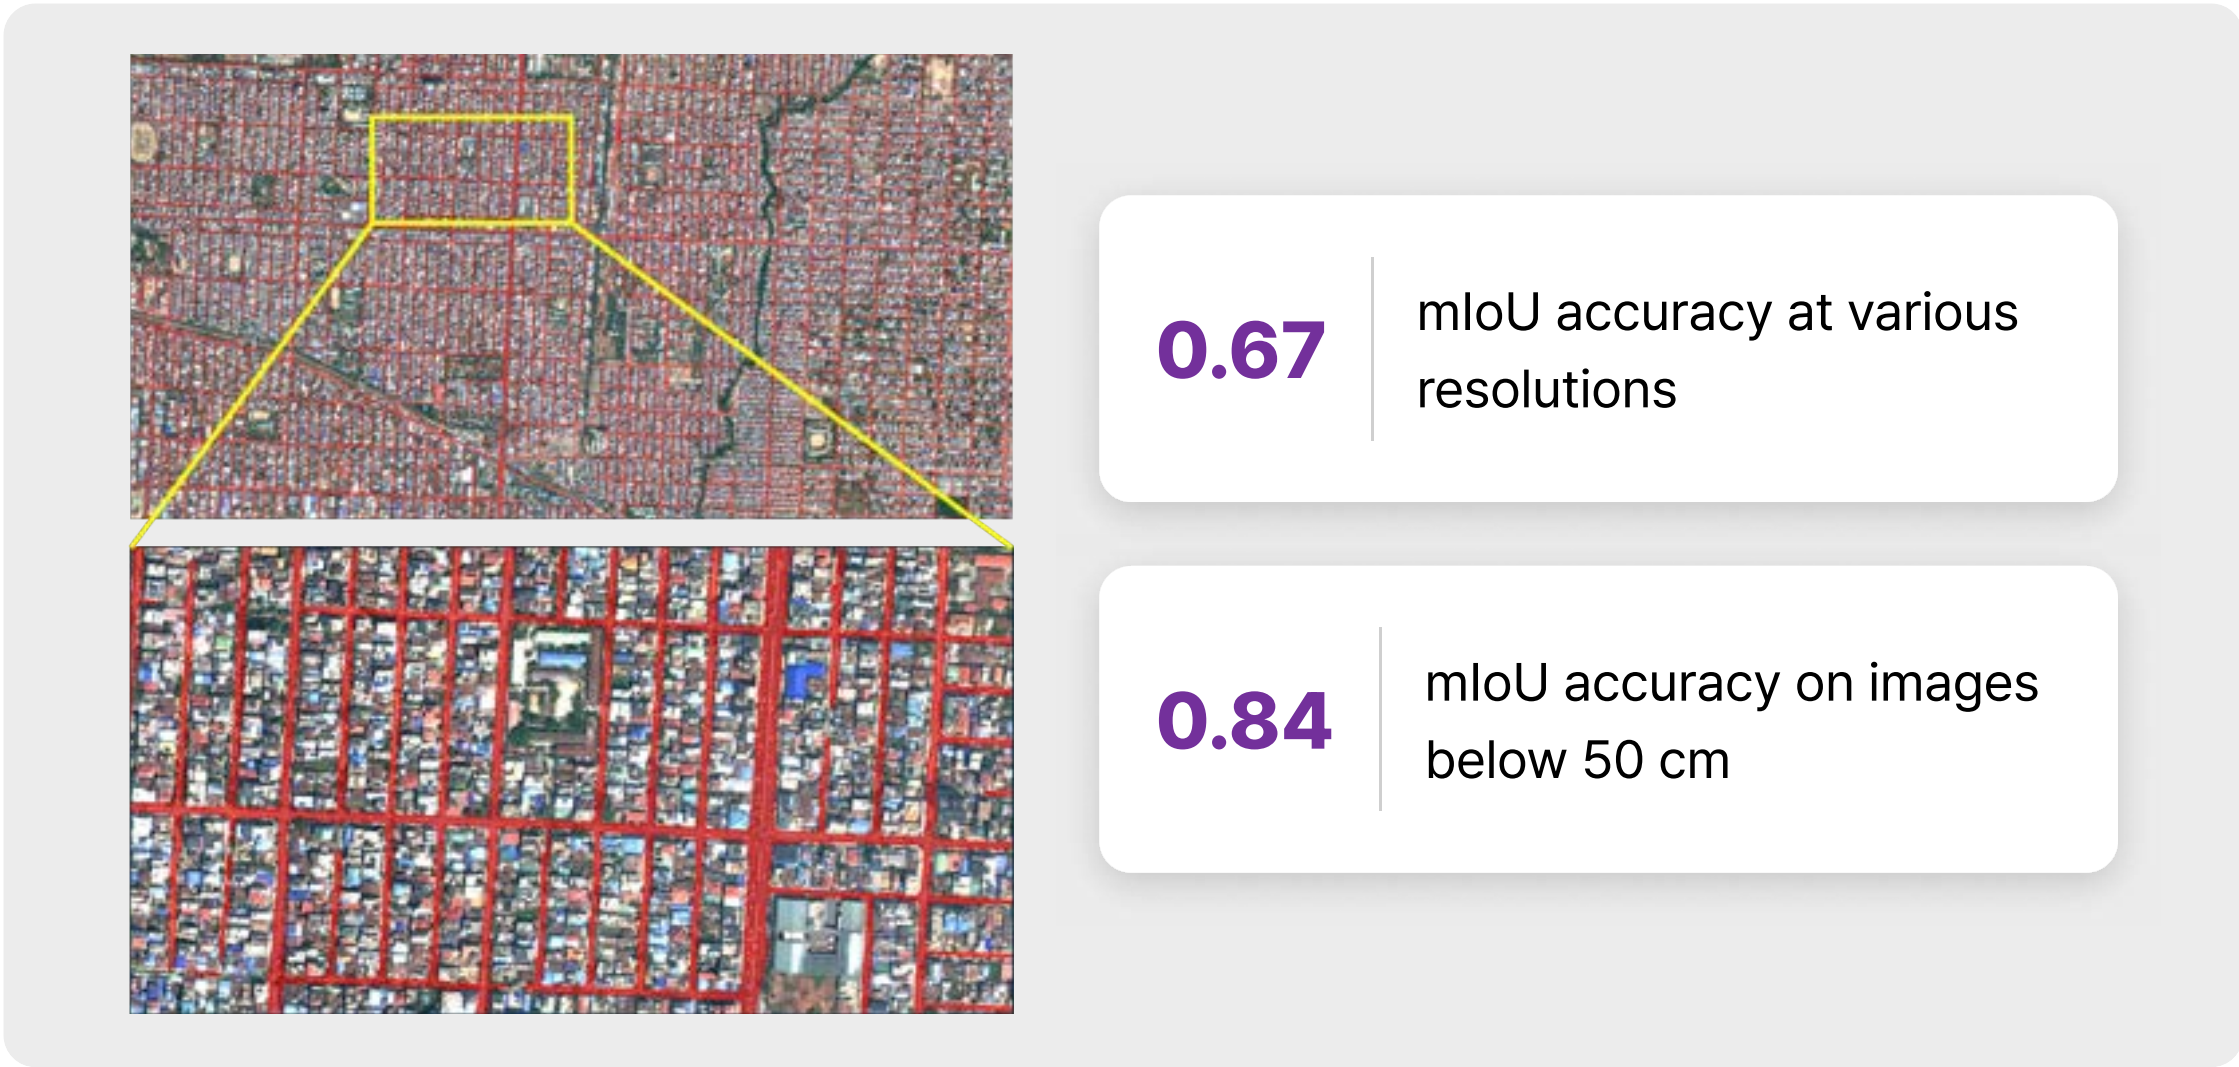 0.67
mIoU accuracy at various
resolutions
0.84
mIoU accuracy on images
below 50 cm